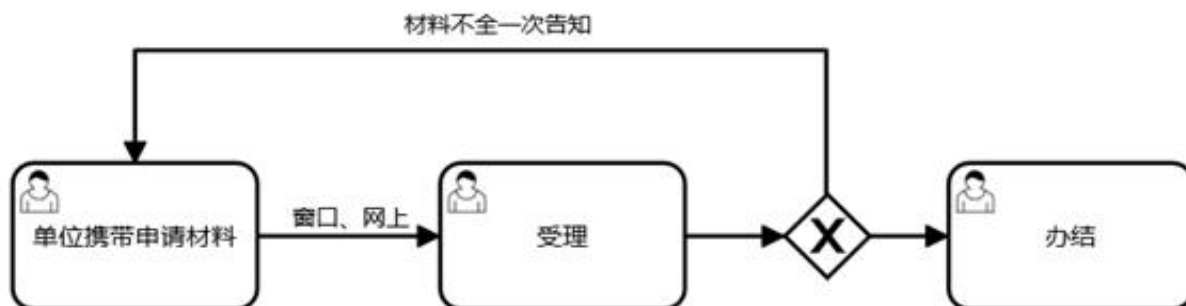 材料不全一次告知
单位携带申请材料
窗口、网上
受理
X
办结